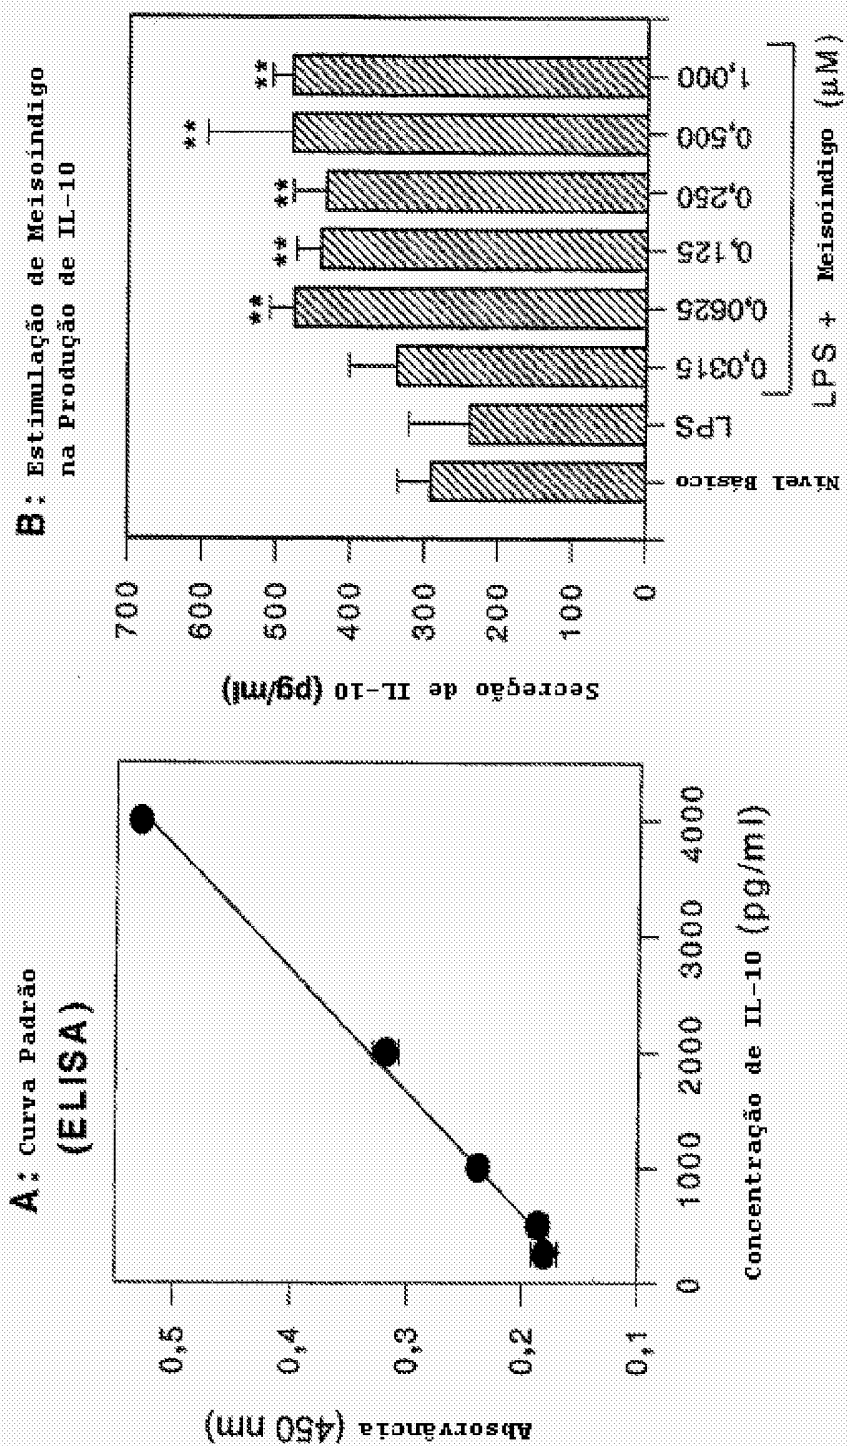 A: Curva Padrão
(ELISA)
Absorvância (450 nm)
0,5
0,4
0,3
0,2
0,1
0
1000
2000
3000
4000
Concentração de IL-10 (pg/ml)
B: Estimulação de Meisoindigo
na Produção de IL-10
Secreção de IL-10 (pg/ml)
700
600
500
400
300
200
100
0
**
**
**
**
**
Nível Básico
LPS
0,0315
0,0625
0,125
0,250
0,500
1,000
LPS + Meisoíndigo (µM)